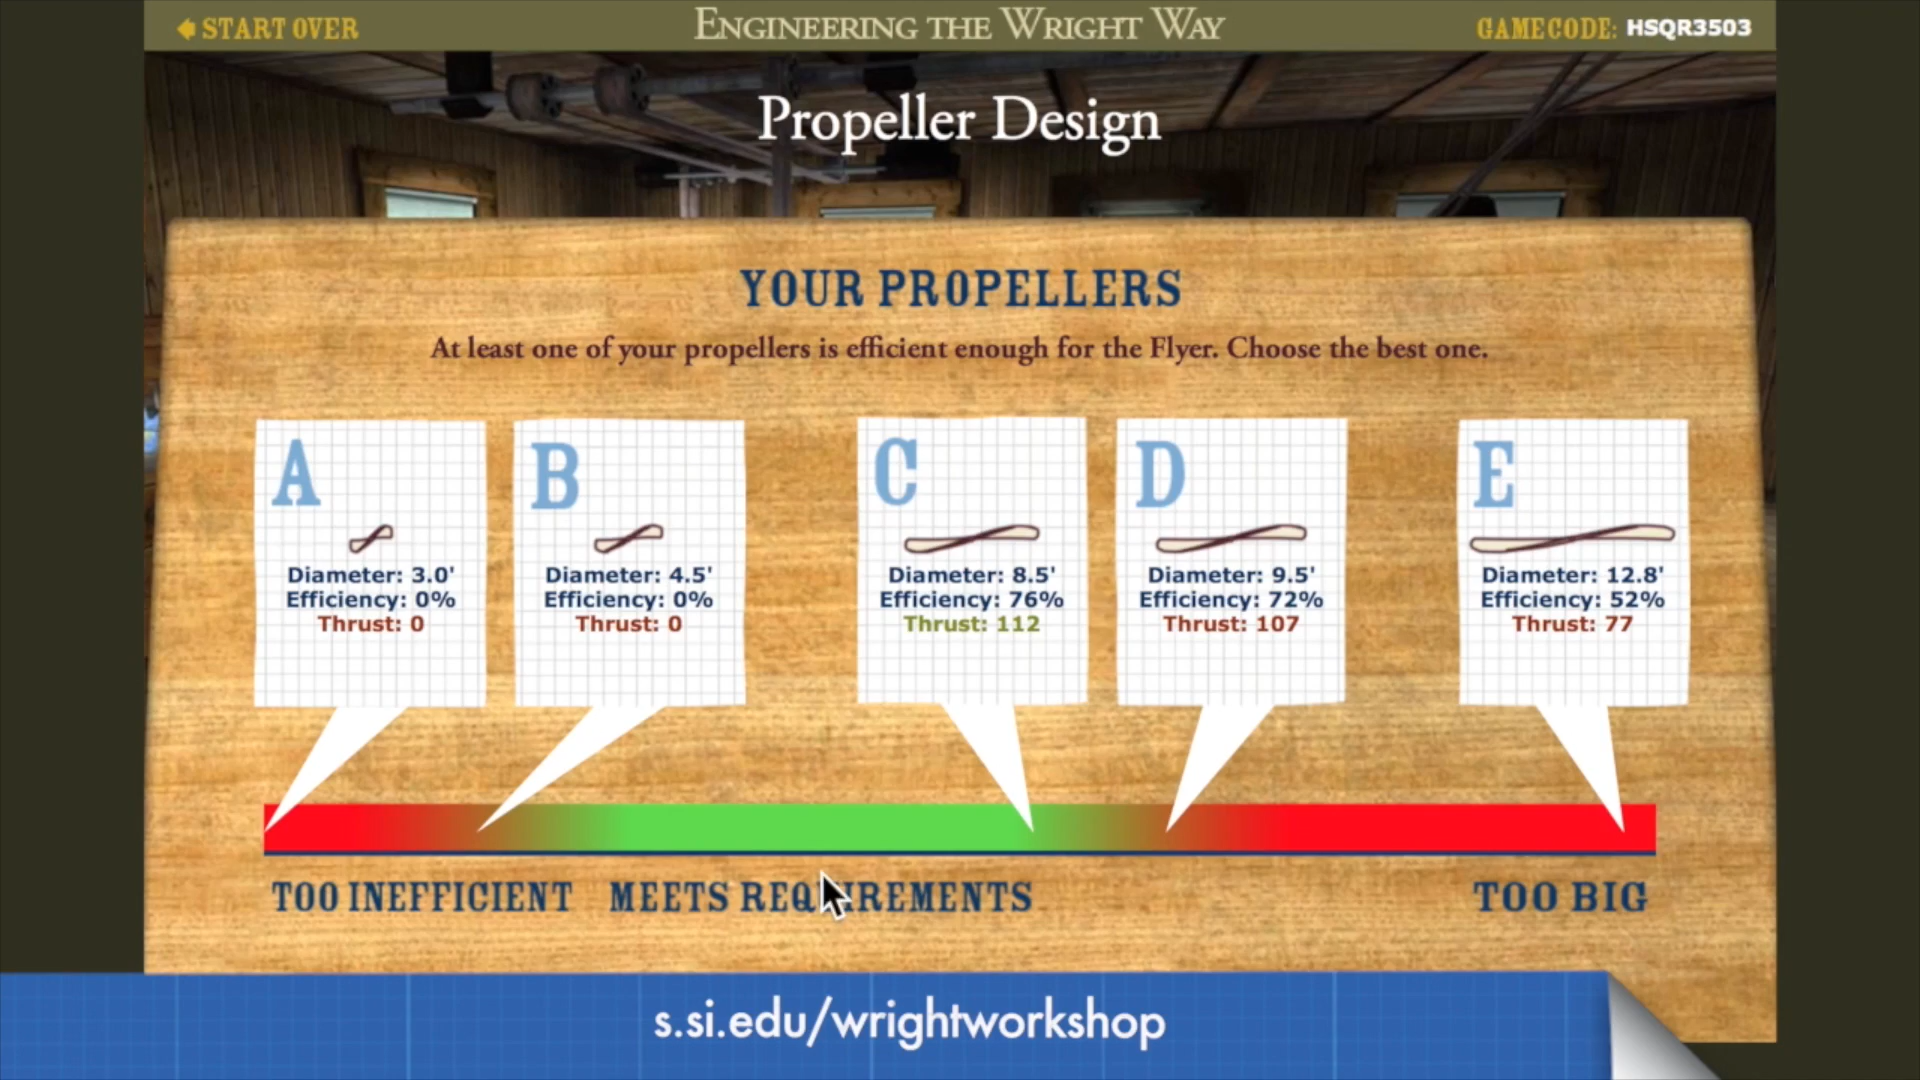 START OVER
ENGINEERING THE WRIGHT WAY
GAMECODE: HSQR3503
Propeller Design
YOUR PROPELLERS
At least one of your propellers is efficient enough for the Flyer. Choose the best one.
A
Diameter: 3.0'
Efficiency: 0%
Thrust: 0
B
Diameter: 4.5'
Efficiency: 0%
Thrust: 0
C
Diameter: 8.5'
Efficiency: 76%
Thrust: 112
D
Diameter: 9.5'
Efficiency: 72%
Thrust: 107
E
Diameter: 12.8'
Efficiency: 52%
Thrust: 77
TOO INEFFICIENT
MEETS REQUIREMENTS
TOO BIG
s.si.edu/wrightworkshop